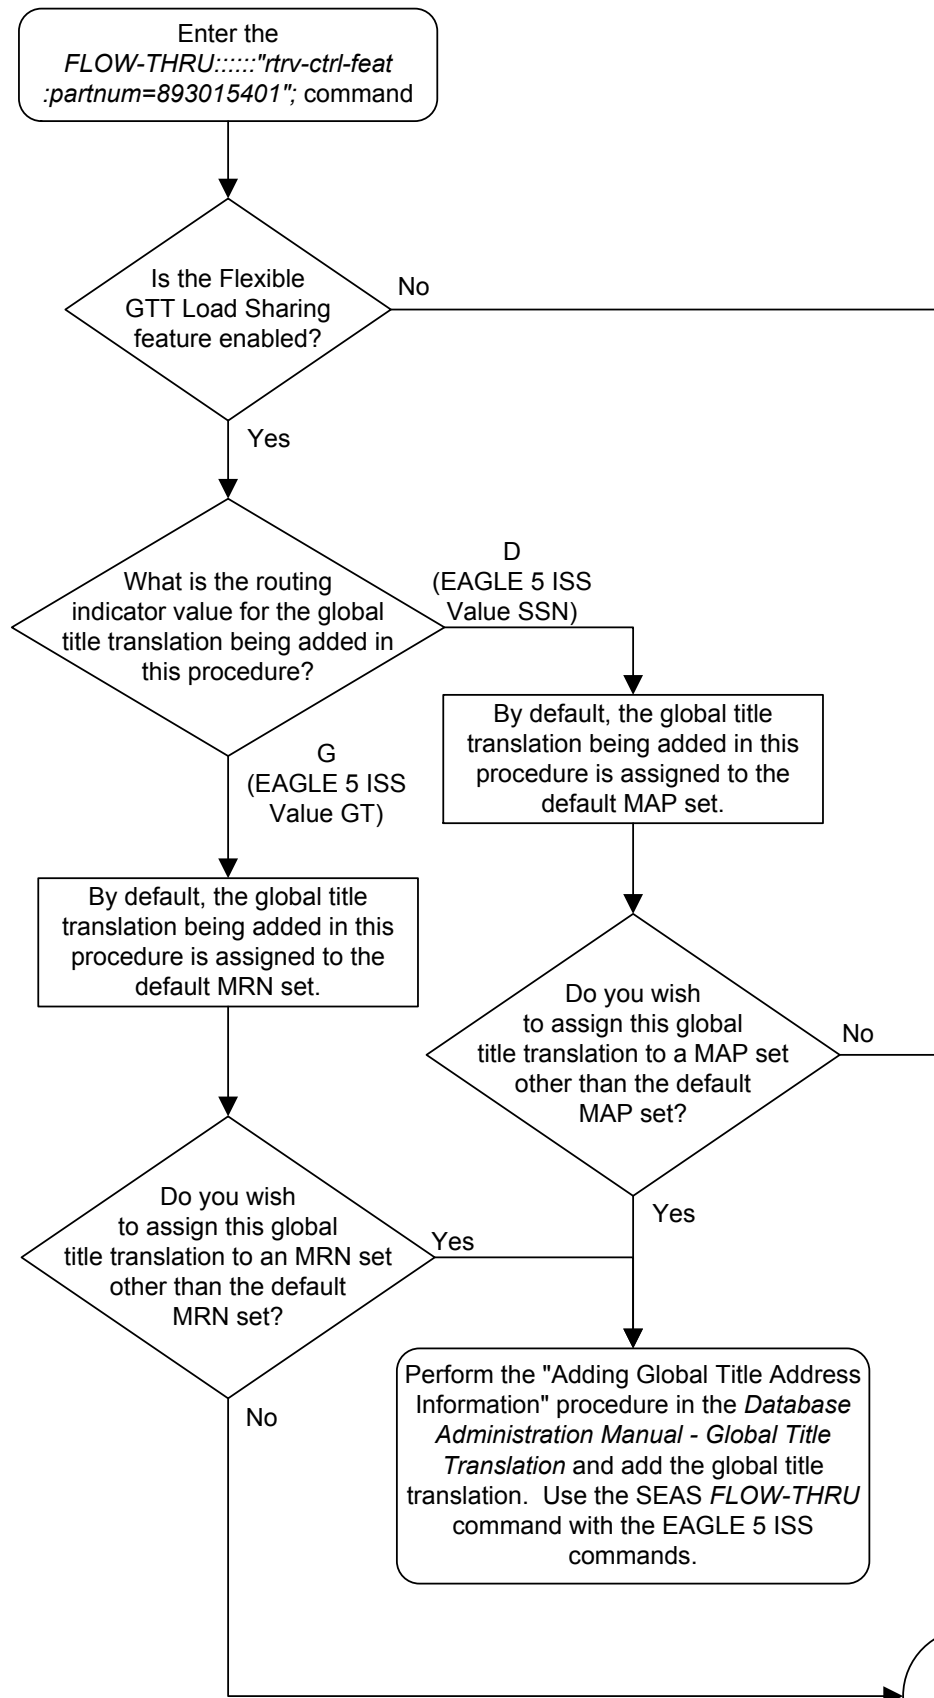 Enter the
FLOW-THRU::::::"rtrv-ctrl-feat
:partnum=893015401"; command
Is the Flexible
GTT Load Sharing
feature enabled?
No
Yes
What is the routing
indicator value for the global
title translation being added in
this procedure?
D
(EAGLE 5 ISS
Value SSN)
G
(EAGLE 5 ISS
Value GT)
By default, the global title
translation being added in this
procedure is assigned to the
default MAP set.
By default, the global title
translation being added in this
procedure is assigned to the
default MRN set.
Do you wish
to assign this global
title translation to a MAP set
other than the default
MAP set?
No
Yes
Do you wish
to assign this global
title translation to an MRN set
other than the default
MRN set?
Yes
No
Perform the "Adding Global Title Address
Information" procedure in the Database
Administration Manual - Global Title
Translation and add the global title
translation.  Use the SEAS FLOW-THRU
command with the EAGLE 5 ISS
commands.